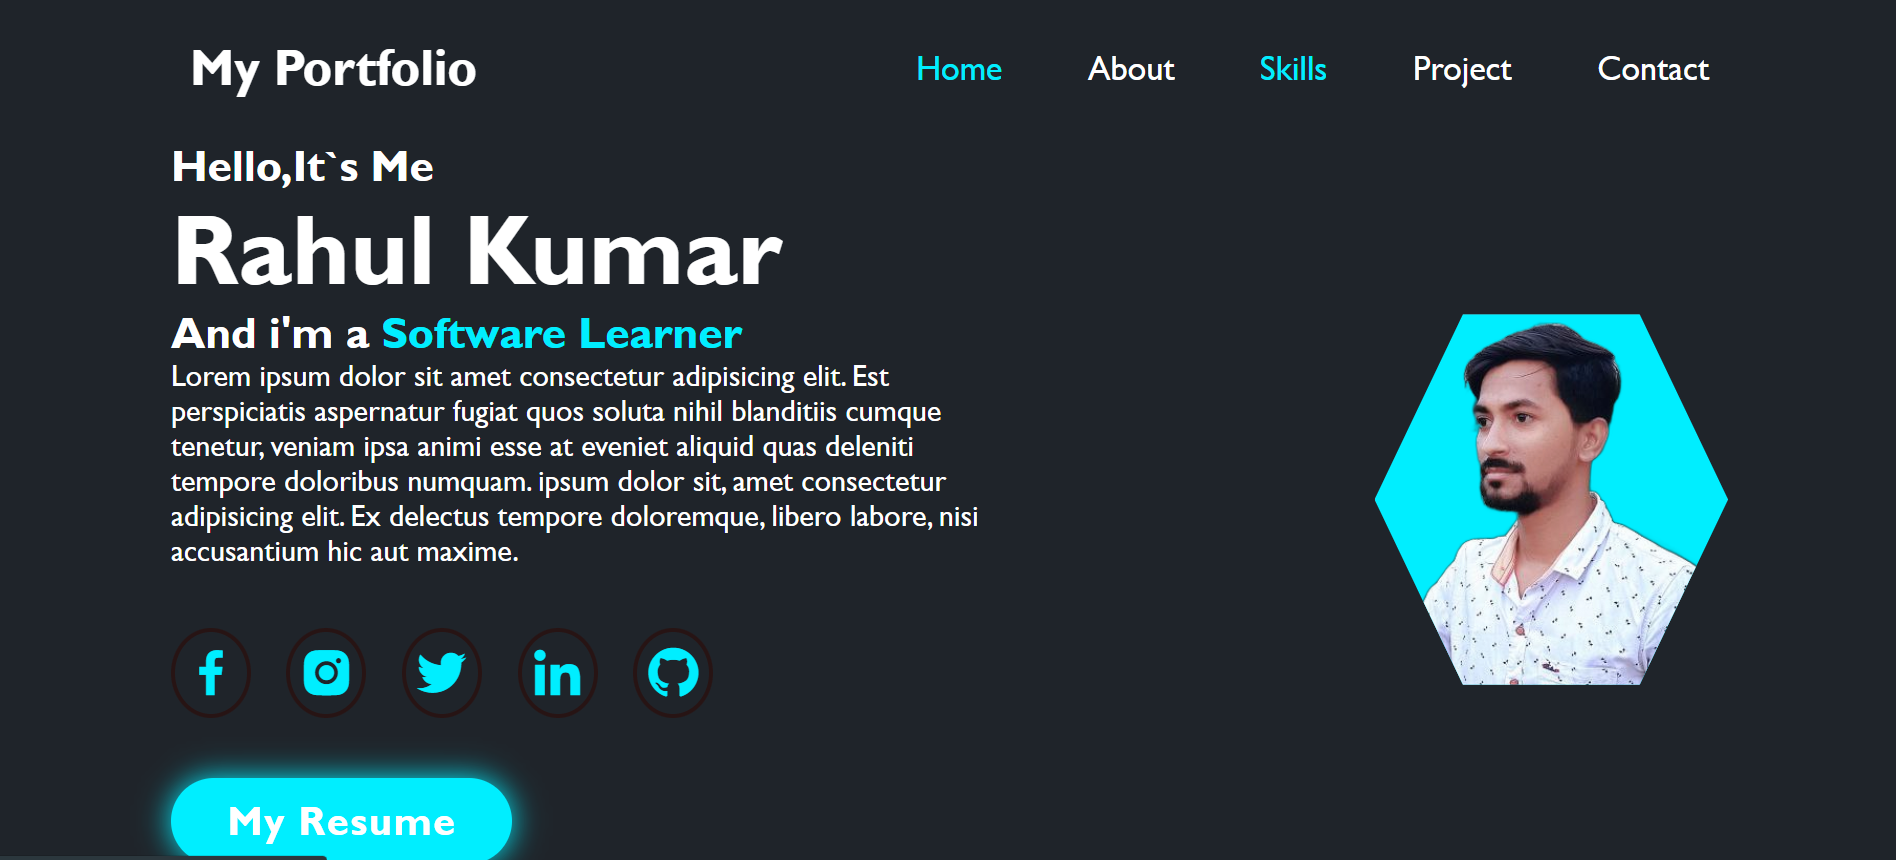 My Portfolio
Home About Skills Project Contact
Hello,It`s Me
Rahul Kumar
And i'm a Software Learner
Lorem ipsum dolor sit amet consectetur adipisicing elit. Est
perspiciatis aspernatur fugiat quos soluta nihil blanditiis cumque
tenetur, veniam ipsa animi esse at eveniet aliquid quas deleniti
tempore doloribus numquam. ipsum dolor sit, amet consectetur
adipisicing elit. Ex delectus tempore doloremque, libero labore, nisi
accusantium hic aut maxime.
My Resume